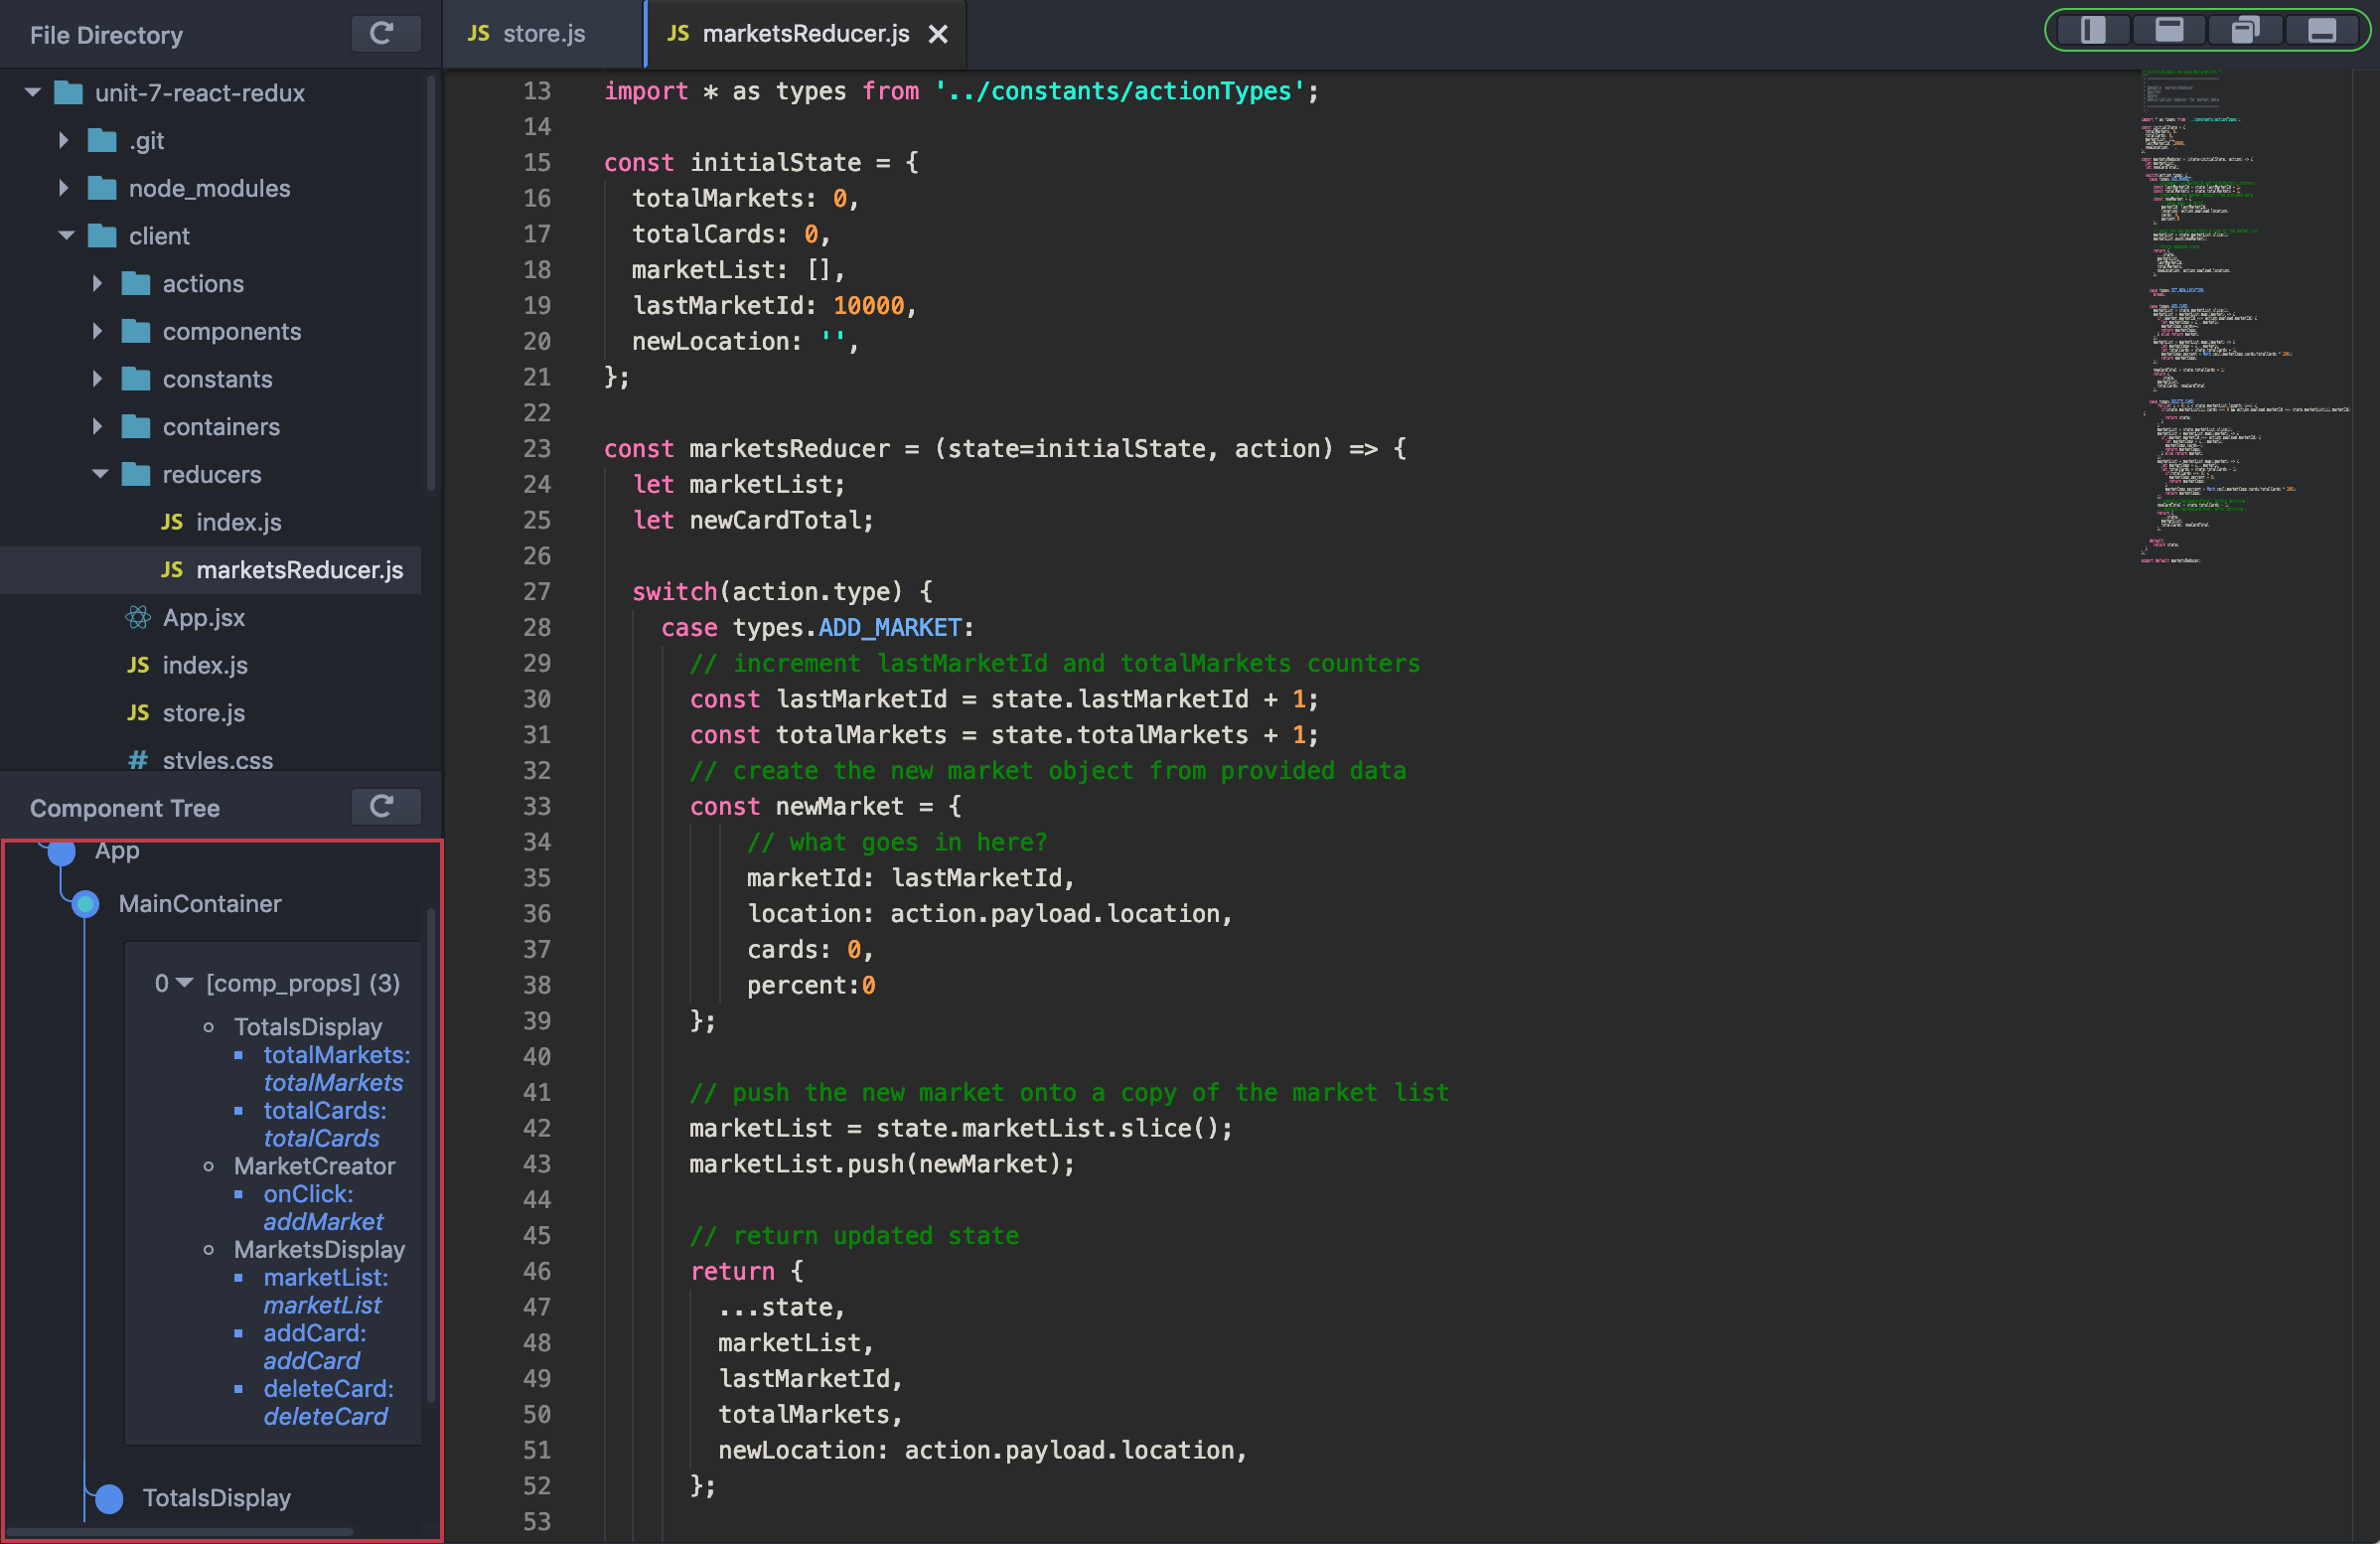 File Directory
unit-7-react-redux
.git
node_modules
client
actions
components
constants
containers
reducers
JS index.js
JS marketsReducer.js
App.jsx
JS index.js
JS store.js
# styles.css
Component Tree
App
MainContainer
0 [comp_props] (3)
TotalsDisplay
totalMarkets:
totalMarkets
totalCards:
totalCards
MarketCreator
onClick:
addMarket
MarketsDisplay
marketList:
marketList
addCard:
addCard
deleteCard:
deleteCard
TotalsDisplay
JS store.js
JS marketsReducer.js
13 import * as types from '../constants/actionTypes';
14
15 const initialState = {
16 totalMarkets: 0,
17 totalCards: 0,
18 marketList: [],
19 lastMarketId: 10000,
20 newLocation: '',
21 };
22
23 const marketsReducer = (state=initialState, action) => {
24 let marketList;
25 let newCardTotal;
26
27 switch(action.type) {
28 case types.ADD_MARKET:
29 // increment lastMarketId and totalMarkets counters
30 const lastMarketId = state.lastMarketId + 1;
31 const totalMarkets = state.totalMarkets + 1;
32 // create the new market object from provided data
33 const newMarket = {
34 // what goes in here?
35 marketId: lastMarketId,
36 location: action.payload.location,
37 cards: 0,
38 percent:0
39 };
40
41 // push the new market onto a copy of the market list
42 marketList = state.marketList.slice();
43 marketList.push(newMarket);
44
45 // return updated state
46 return {
47 ...state,
48 marketList,
49 lastMarketId,
50 totalMarkets,
51 newLocation: action.payload.location,
52 };
53